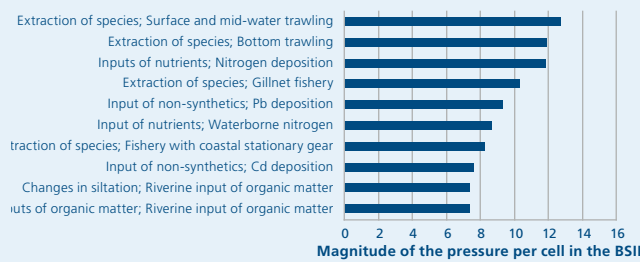 Extraction of species; Surface and mid-water trawling
Extraction of species; Bottom trawling
Inputs of nutrients; Nitrogen deposition
Extraction of species; Gillnet fishery
Input of non-synthetics; Pb deposition
Input of nutrients; Waterborne nitrogen
traction of species; Fishery with coastal stationary gear
Input of non-synthetics; Cd deposition
Changes in siltation; Riverine input of organic matter
uts of organic matter; Riverine input of organic matter
0 2 4 6 8 10 12 14 16
Magnitude of the pressure per cell in the BSII